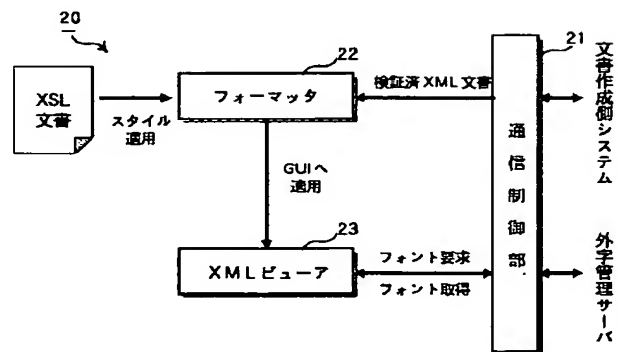 20
XSL
文書
スタイル
適用
22
フォーマッタ
検証済XML文書
GUIへ
適用
23
XMLビューア
フォント要求
フォント取得
21
通信制御部
文書作成側システム
外字管理サーバ